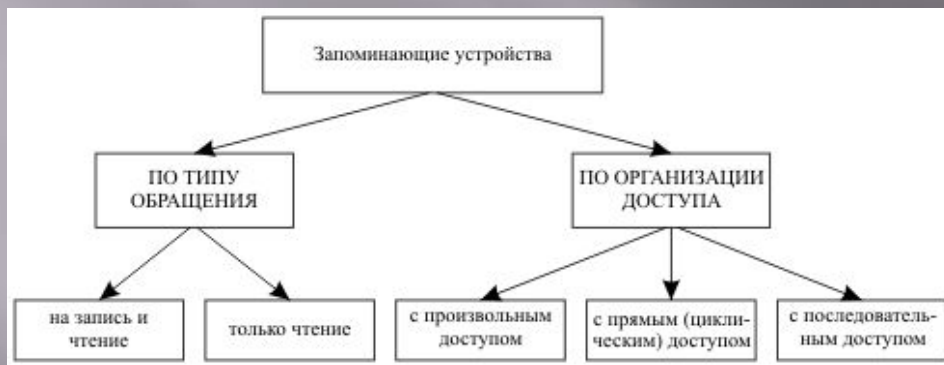 Запоминающие устройства
ПО ТИПУ
ОБРАЩЕНИЯ
ПО ОРГАНИЗАЦИИ
ДОСТУПА
на запись и
чтение
только чтение
с произвольным
доступом
с прямым (цикли-
ческим) доступом
с последователь-
ным доступом